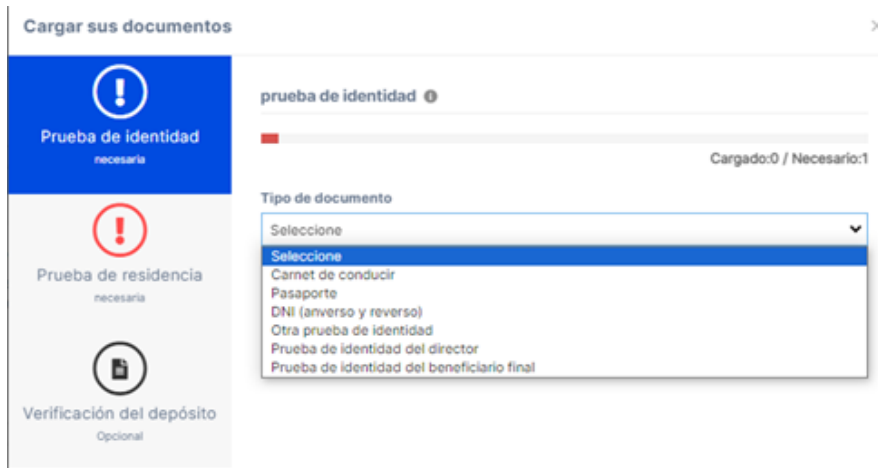 Cargar sus documentos
×
Prueba de identidad
necesaria
Prueba de residencia
necesaria
Verificación del depósito
Opcional
prueba de identidad
Cargado:0 / Necesario:1
Tipo de documento
Seleccione
Seleccione
Carnet de conducir
Pasaporte
DNI (anverso y reverso)
Otra prueba de identidad
Prueba de identidad del director
Prueba de identidad del beneficiario final